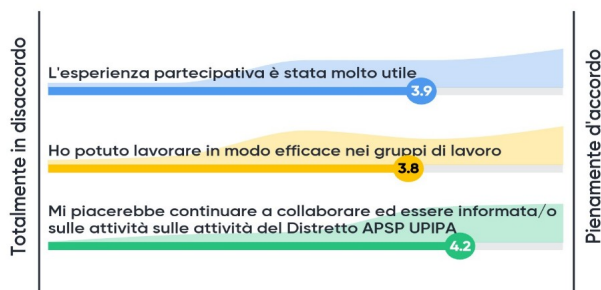 Totalmente in disaccordo
L'esperienza partecipativa è stata molto utile
3.9
Ho potuto lavorare in modo efficace nei gruppi di lavoro
3.8
Mi piacerebbe continuare a collaborare ed essere informata/o
sulle attività sulle attività del Distretto APSP UPIPA
4.2
Pienamente d'accordo